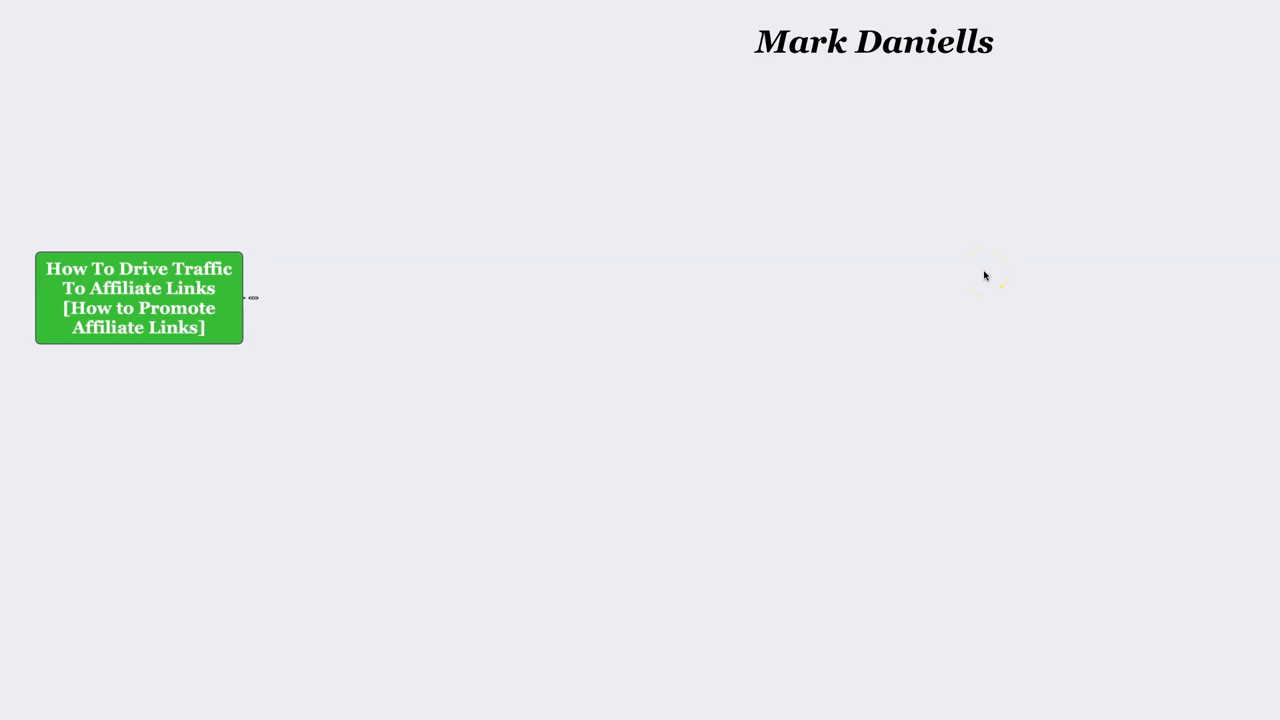 Mark Daniells
How To Drive Traffic
To Affiliate Links
[How to Promote
Affiliate Links]